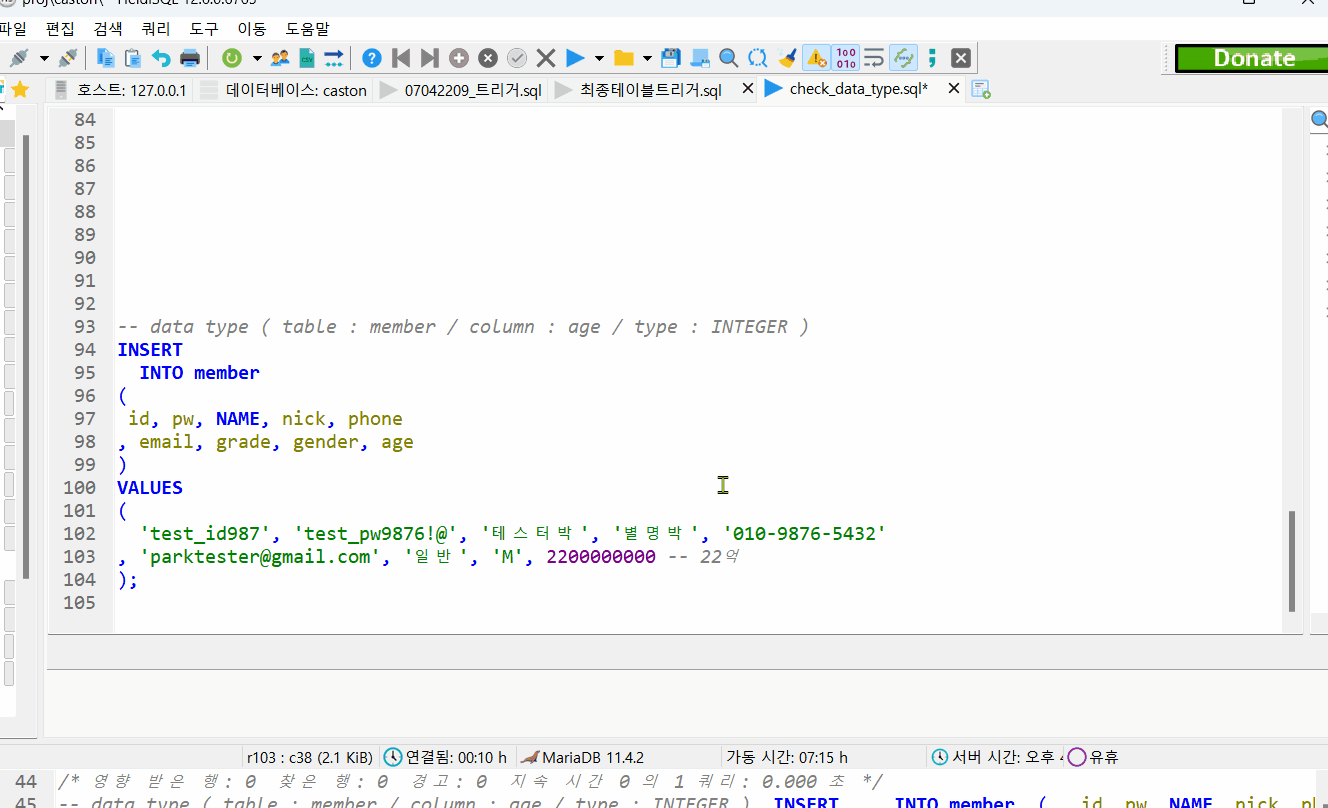 파일 편집 검색 쿼리 도구 이동 도움말
Donate
호스트: 127.0.0.1 데이터베이스: caston 07042209_트리거.sql 최종테이블트리거.sql check_data_type.sql*
84
85
86
87
88
89
90
91
92
93 -- data type ( table : member / column : age / type : INTEGER )
94 INSERT
95 INTO member
96 (
97 id, pw, NAME, nick, phone
98 , email, grade, gender, age
99 )
100 VALUES
101 (
102 'test_id987', 'test_pw9876!@', '테스터박', '별명박', '010-9876-5432'
103 , 'parktester@gmail.com', '일반', 'M', 2200000000 -- 22억
104 );
105
r103 : c38 (2.1 KiB) 연결됨: 00:10 h MariaDB 11.4.2 가동 시간: 07:15 h 서버 시간: 오후 유휴
44 /* 영향 받은 행: 0 찾은 행: 0 경고: 0 지속 시간 0 의 1 쿼리: 0.000 초 */
45 -- data type ( table : member / column : age / type : INTEGER ) INSERT INTO member ( id, pw, NAME, nick,